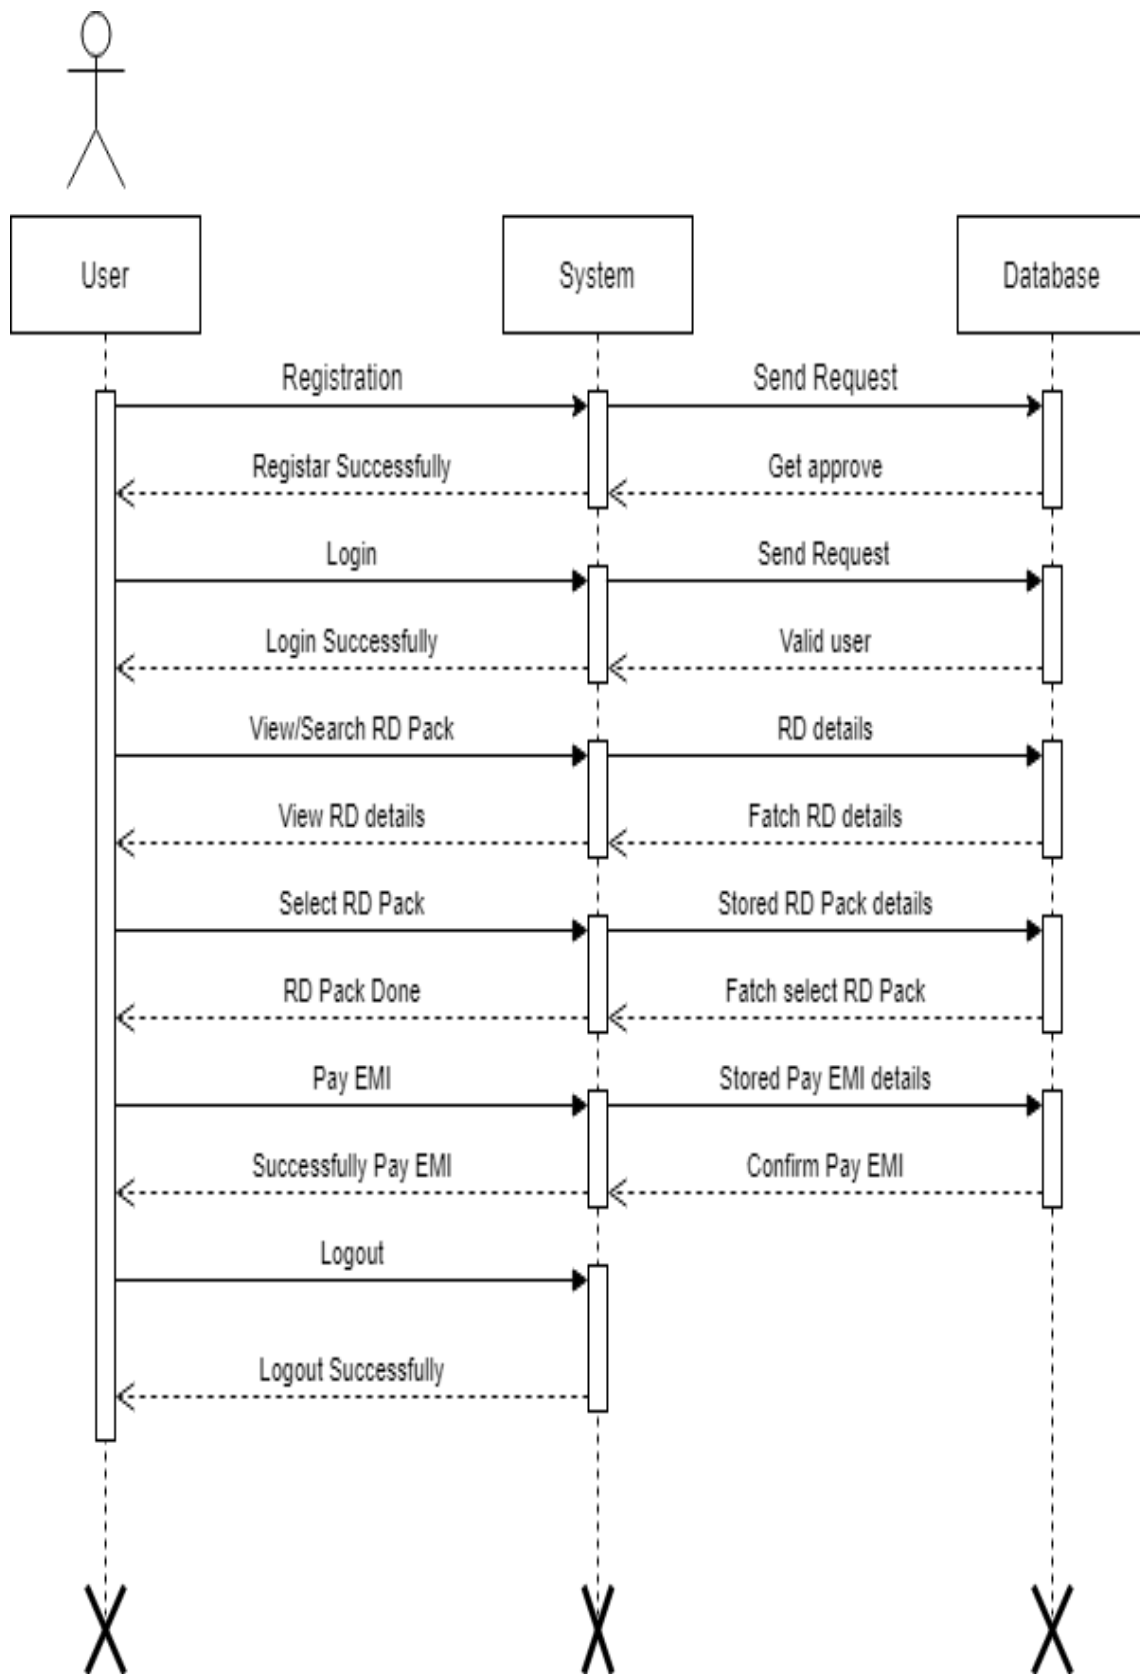 User
System
Database
Registration
Send Request
Registar Successfully
Get approve
Login
Send Request
Login Successfully
Valid user
View/Search RD Pack
RD details
View RD details
Fatch RD details
Select RD Pack
Stored RD Pack details
RD Pack Done
Fatch select RD Pack
Pay EMI
Stored Pay EMI details
Successfully Pay EMI
Confirm Pay EMI
Logout
Logout Successfully